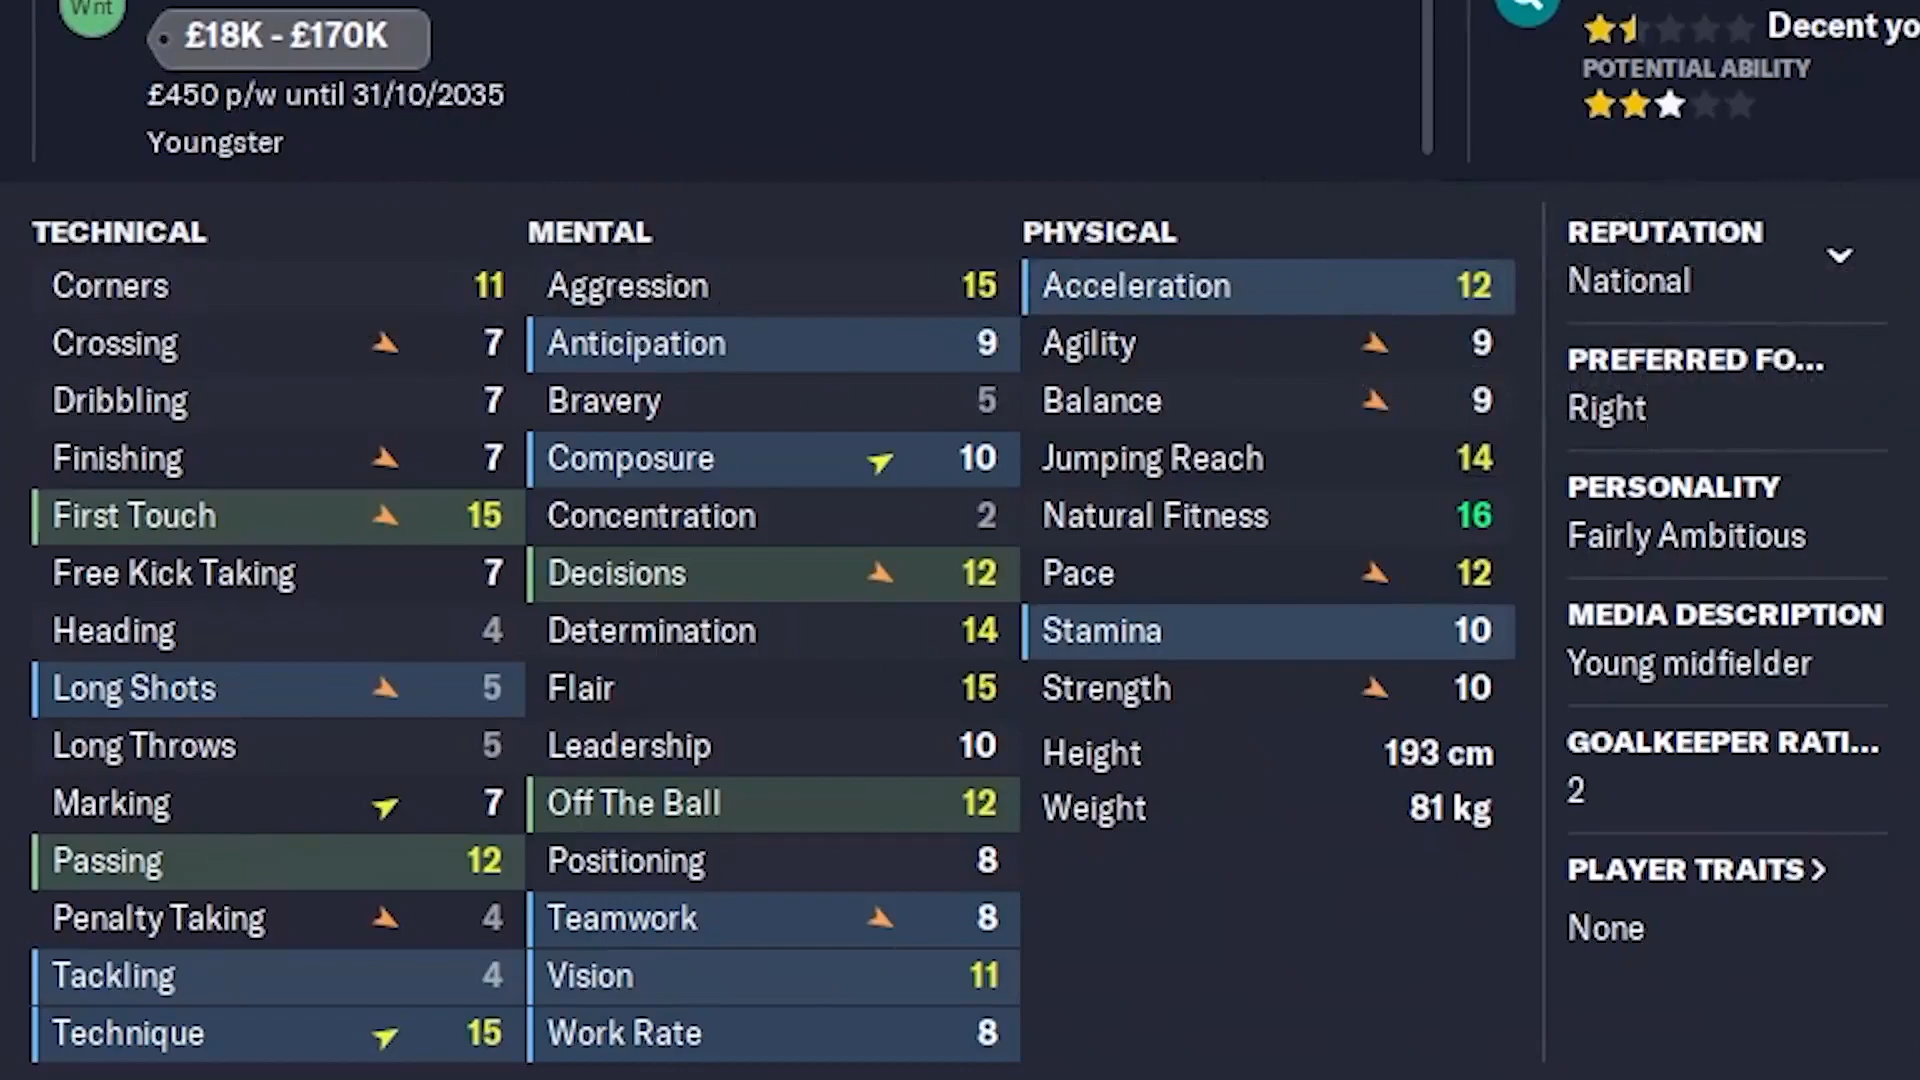 Wnt
£18K - £170K
£450 p/w until 31/10/2035
Youngster
Decent yo
POTENTIAL ABILITY
TECHNICAL
Corners 11
Crossing 7
Dribbling 7
Finishing 7
First Touch 15
Free Kick Taking 7
Heading 4
Long Shots 5
Long Throws 5
Marking 7
Passing 12
Penalty Taking 4
Tackling 4
Technique 15
MENTAL
Aggression 15
Anticipation 9
Bravery 5
Composure 10
Concentration 2
Decisions 12
Determination 14
Flair 15
Leadership 10
Off The Ball 12
Positioning 8
Teamwork 8
Vision 11
Work Rate 8
PHYSICAL
Acceleration 12
Agility 9
Balance 9
Jumping Reach 14
Natural Fitness 16
Pace 12
Stamina 10
Strength 10
Height 193 cm
Weight 81 kg
REPUTATION
National
PREFERRED FO...
Right
PERSONALITY
Fairly Ambitious
MEDIA DESCRIPTION
Young midfielder
GOALKEEPER RATI...
2
PLAYER TRAITS >
None